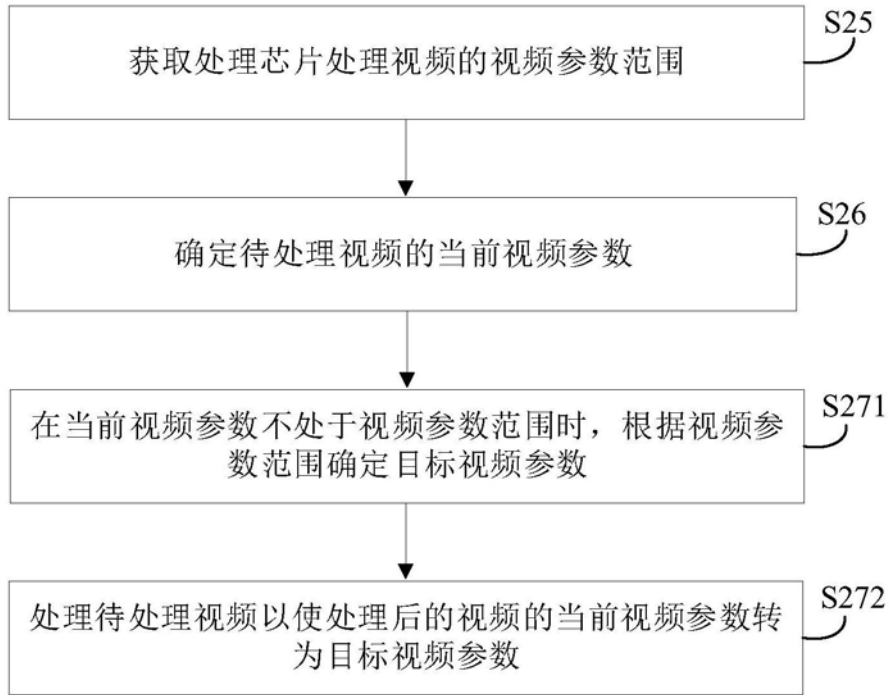 S25
获取处理芯片处理视频的视频参数范围
S26
确定待处理视频的当前视频参数
S271
在当前视频参数不处于视频参数范围时，根据视频参
数范围确定目标视频参数
S272
处理待处理视频以使处理后的视频的当前视频参数转
为目标视频参数